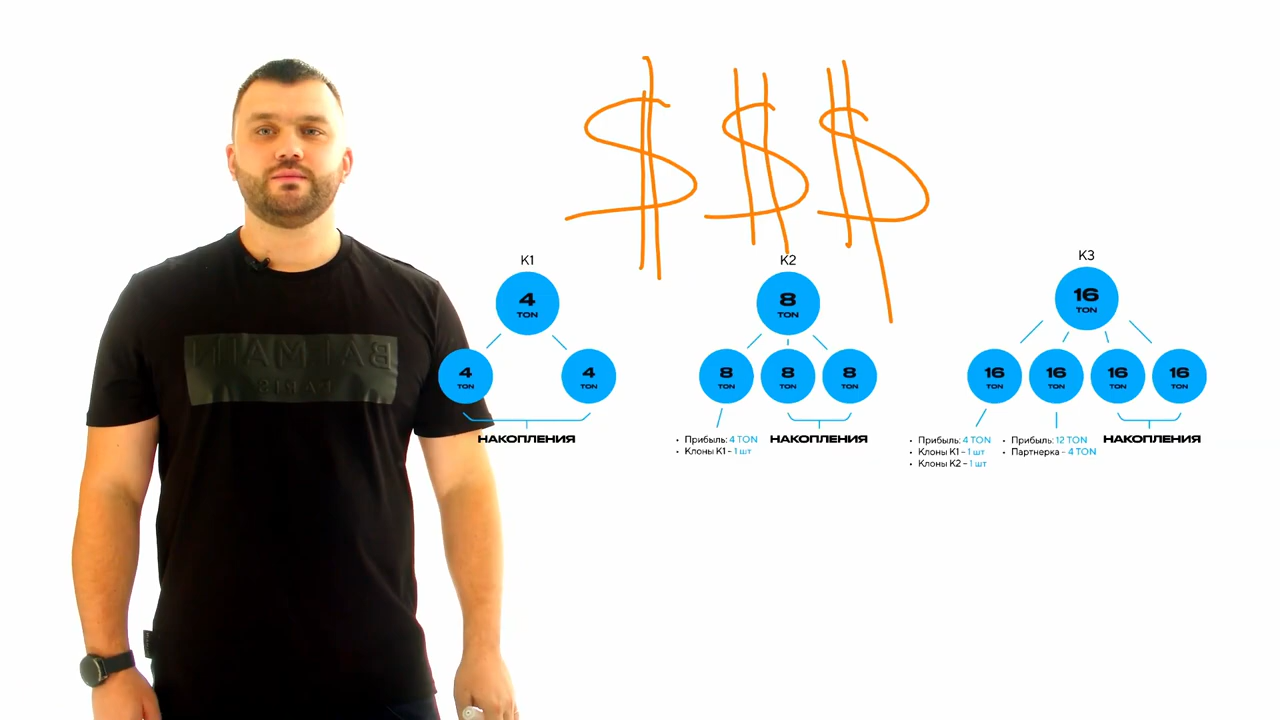 $ $ $
K1
4
TON
4
TON
4
TON
НАКОПЛЕНИЯ
K2
8
TON
8
TON
8
TON
8
TON
• Прибыль: 4 TON
• Клоны K1 - 1 шт
НАКОПЛЕНИЯ
K3
16
TON
16
TON
16
TON
16
TON
16
TON
• Прибыль: 4 TON
• Клоны K1 - 1 шт
• Клоны K2 - 1 шт
• Прибыль: 12 TON
• Партнерка - 4 TON
НАКОПЛЕНИЯ